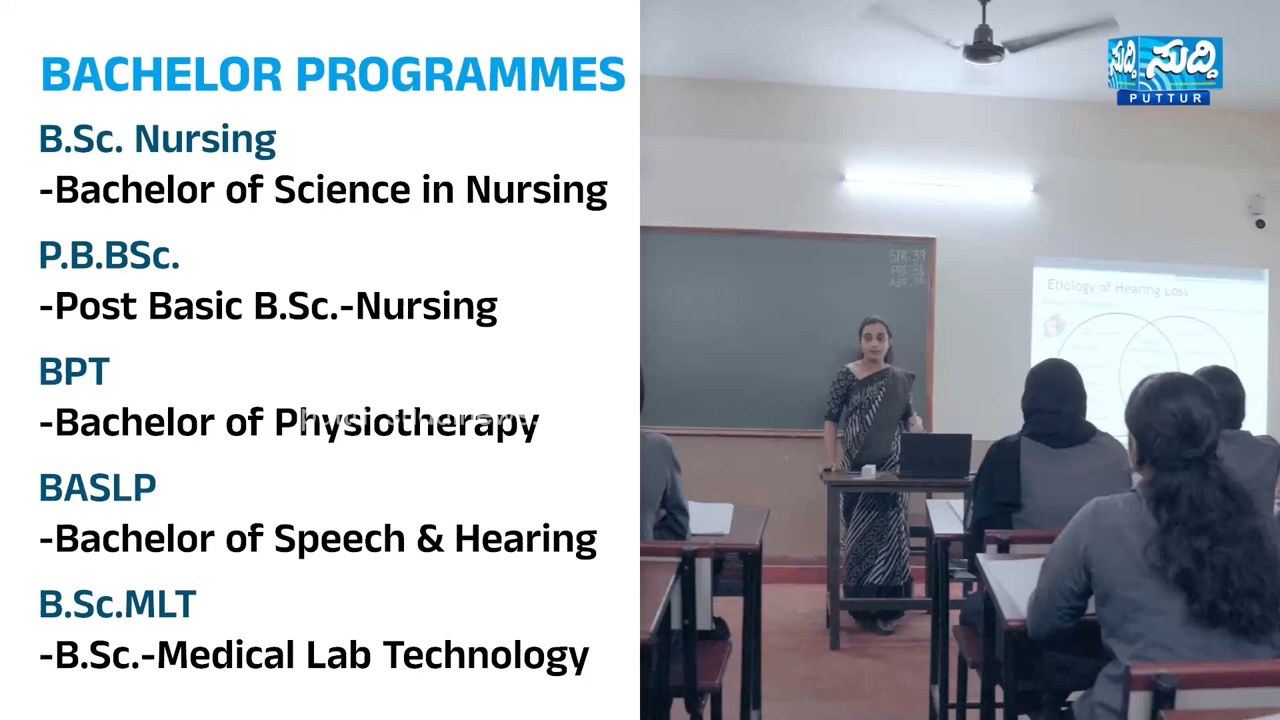 BACHELOR PROGRAMMES
B.Sc. Nursing
-Bachelor of Science in Nursing
P.B.BSc.
-Post Basic B.Sc.-Nursing
BPT
-Bachelor of Physiotherapy
BASLP
-Bachelor of Speech & Hearing
B.Sc.MLT
-B.Sc.-Medical Lab Technology
ಸುದ್ದಿ ಸುದ್ದಿ
PUTTUR
Etiology of Hearing Loss